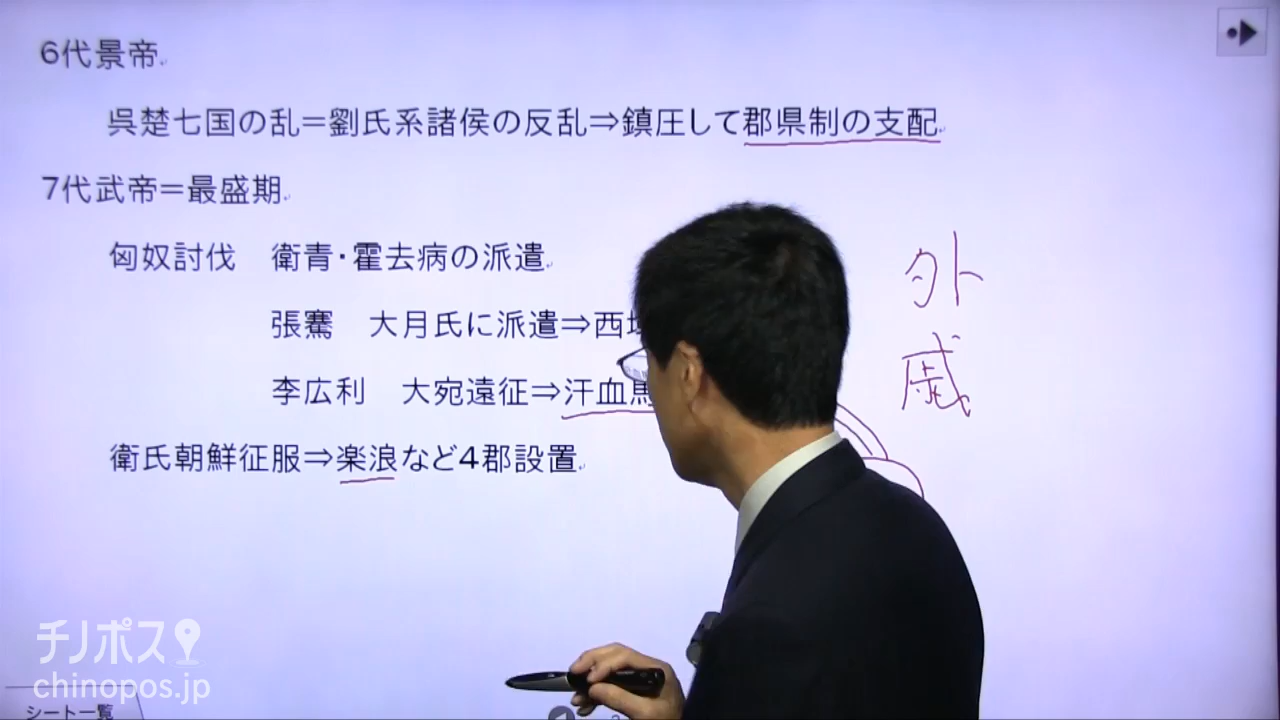 6代景帝
呉楚七国の乱＝劉氏系諸侯の反乱⇒鎮圧して郡県制の支配
7代武帝＝最盛期
匈奴討伐　衛青・霍去病の派遣
張騫　大月氏に派遣⇒西域
李広利　大宛遠征⇒汗血馬
衛氏朝鮮征服⇒楽浪など4郡設置
外
戚
チノポス
chinopos.jp
シート一覧